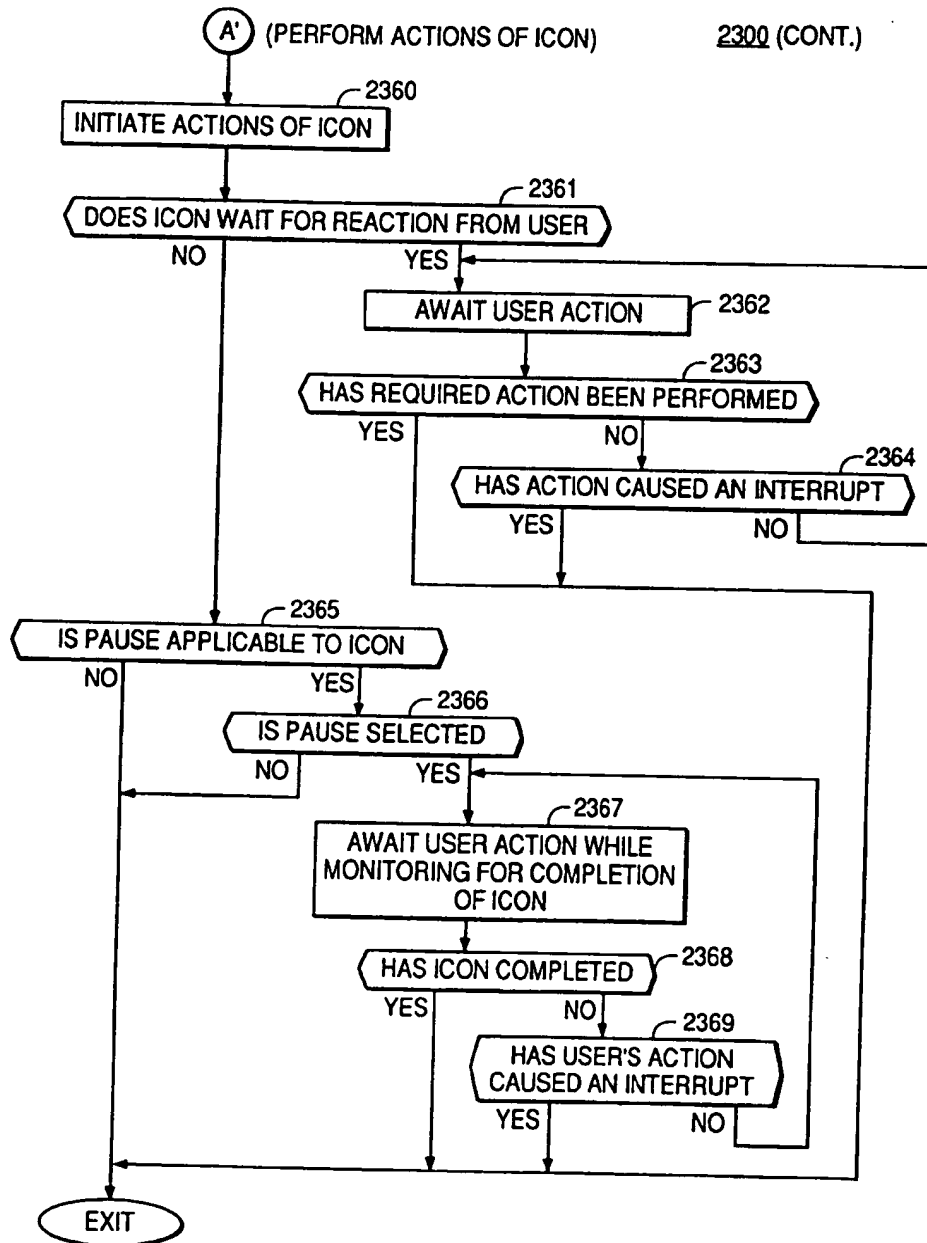 A' (PERFORM ACTIONS OF ICON) 2300 (CONT.)
2360
INITIATE ACTIONS OF ICON
2361
DOES ICON WAIT FOR REACTION FROM USER
NO YES
AWAIT USER ACTION 2362
2363
HAS REQUIRED ACTION BEEN PERFORMED
YES NO
2364
HAS ACTION CAUSED AN INTERRUPT
YES NO
2365
IS PAUSE APPLICABLE TO ICON
NO YES
2366
IS PAUSE SELECTED
NO YES
2367
AWAIT USER ACTION WHILE
MONITORING FOR COMPLETION
OF ICON
HAS ICON COMPLETED 2368
YES NO
2369
HAS USER'S ACTION
CAUSED AN INTERRUPT
YES NO
EXIT